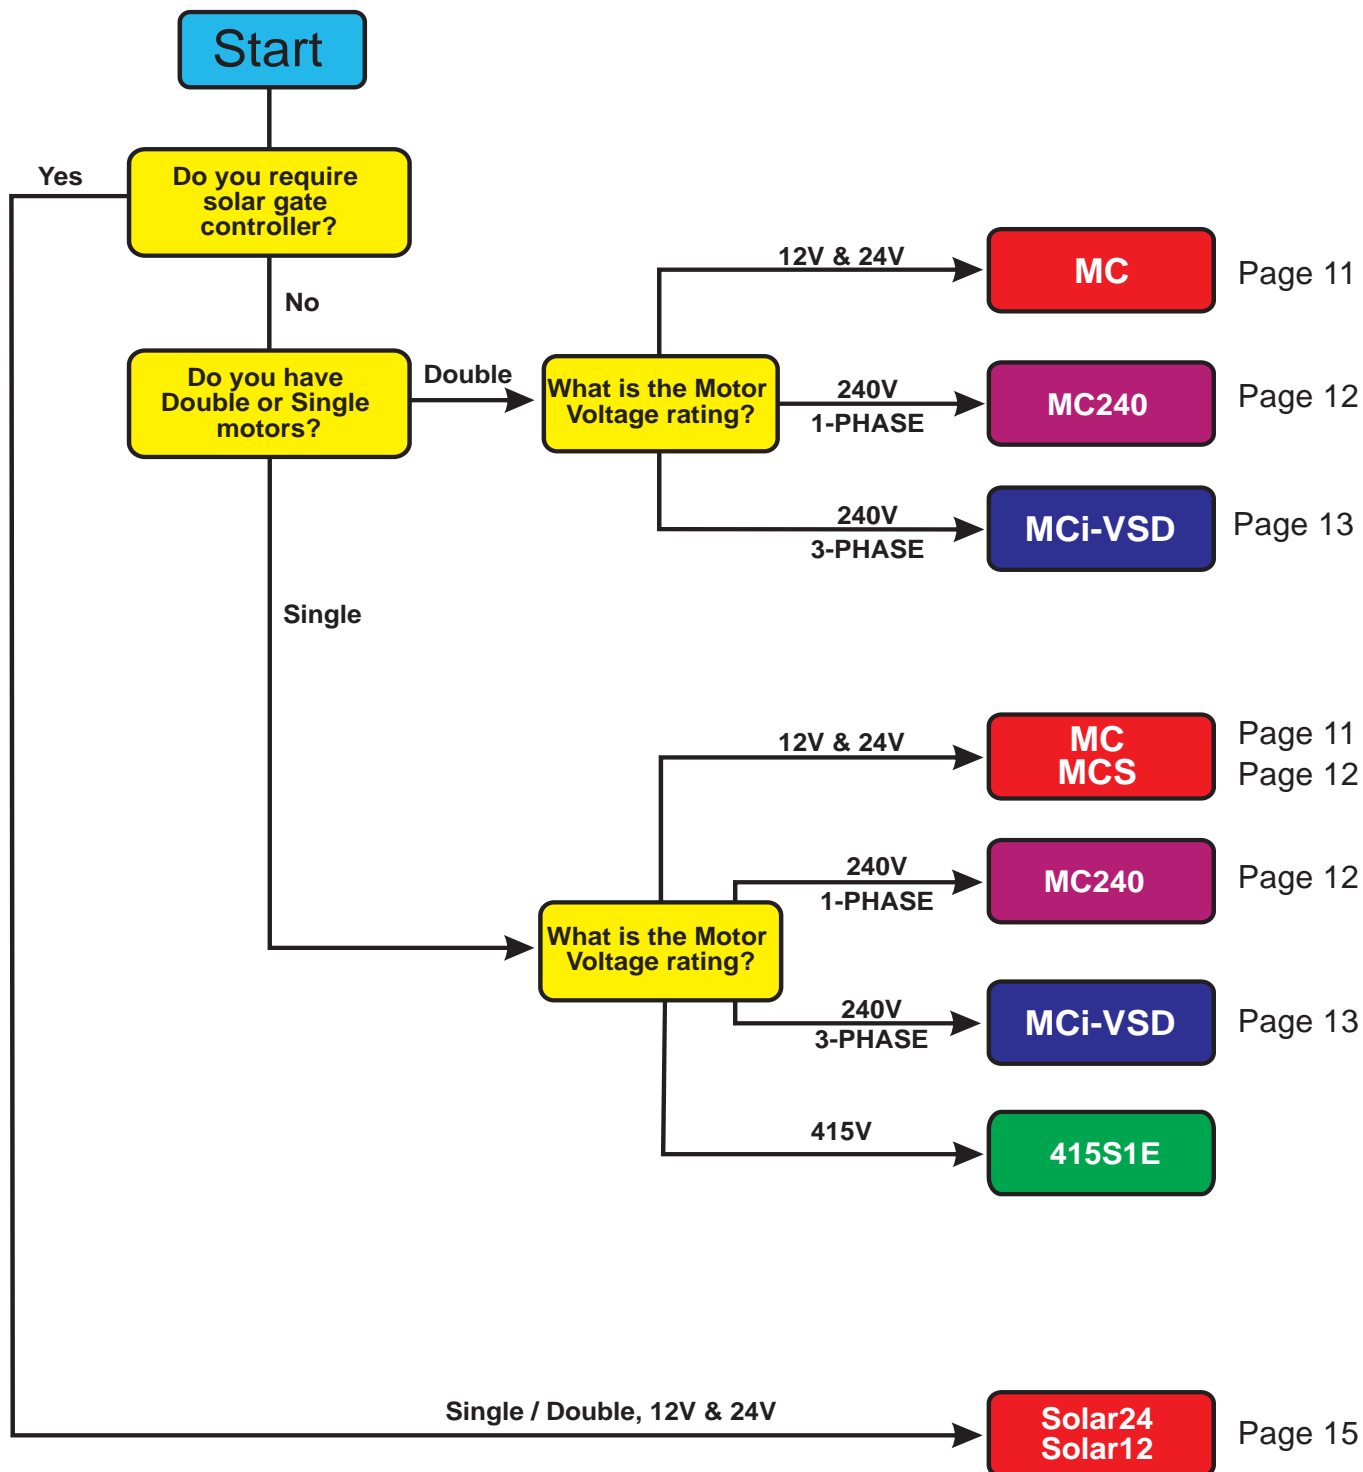 Start
Yes
Do you require
solar gate
controller?
No
Do you have
Double or Single
motors?
Double
What is the Motor
Voltage rating?
12V & 24V
MC
Page 11
240V
1-PHASE
MC240
Page 12
240V
3-PHASE
MCi-VSD
Page 13
Single
What is the Motor
Voltage rating?
12V & 24V
MC
MCS
Page 11
Page 12
240V
1-PHASE
MC240
Page 12
240V
3-PHASE
MCi-VSD
Page 13
415V
415S1E
Single / Double, 12V & 24V
Solar24
Solar12
Page 15